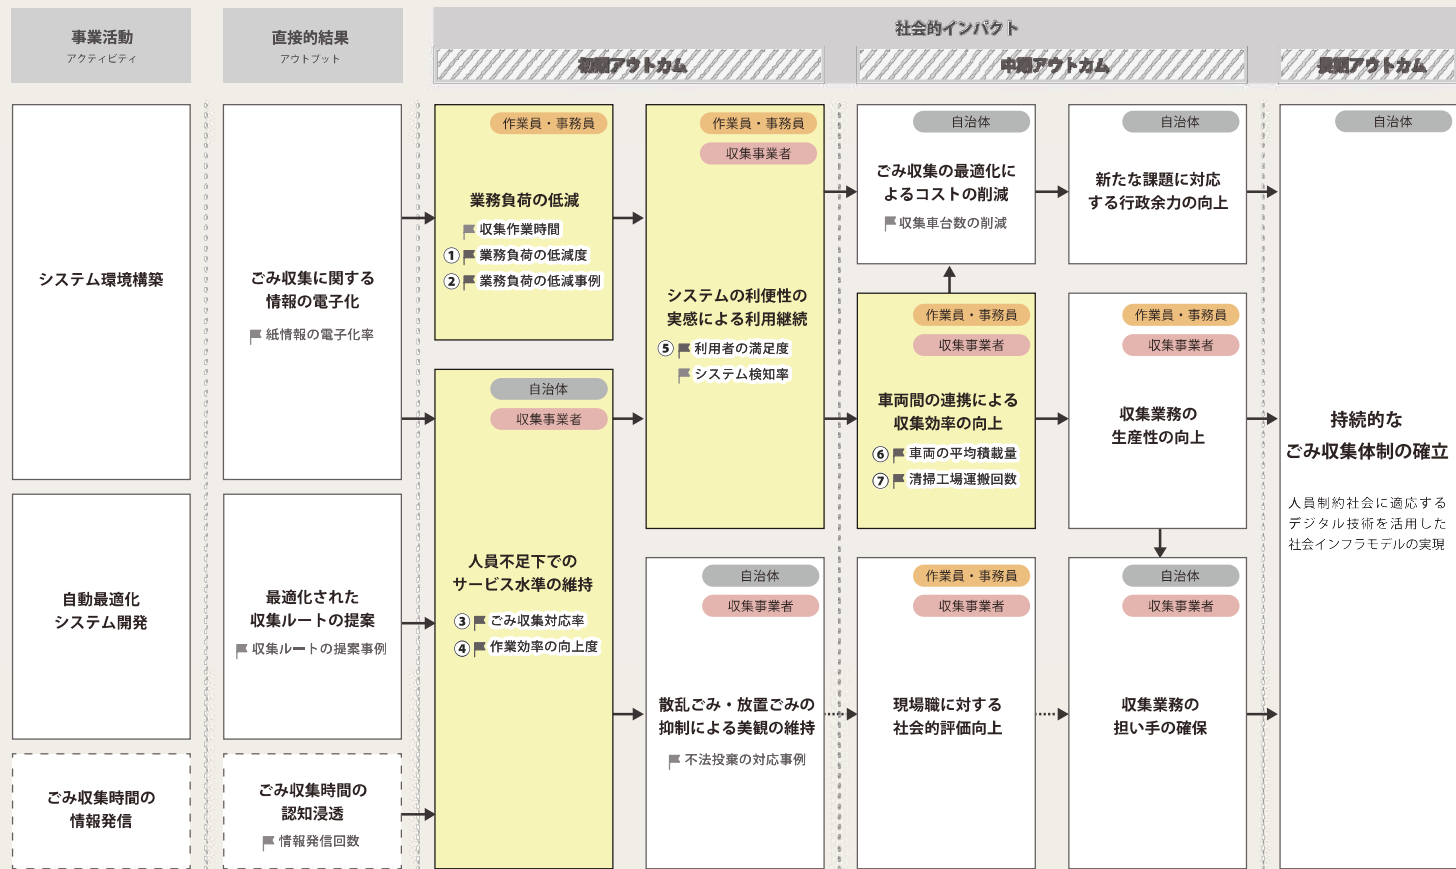 事業活動
アクティビティ
直接的結果
アウトプット
社会的インパクト
初期アウトカム
中期アウトカム
長期アウトカム
システム環境構築
自動最適化
システム開発
ごみ収集時間の
情報発信
ごみ収集に関する
情報の電子化
紙情報の電子化率
最適化された
収集ルートの提案
収集ルートの提案事例
ごみ収集時間の
認知浸透
情報発信回数
作業員・事務員
業務負荷の低減
収集作業時間
① 業務負荷の低減度
② 業務負荷の低減事例
自治体
収集事業者
人員不足下での
サービス水準の維持
③ ごみ収集対応率
④ 作業効率の向上度
作業員・事務員
収集事業者
システムの利便性の
実感による利用継続
⑤ 利用者の満足度
システム検知率
自治体
収集事業者
散乱ごみ・放置ごみの
抑制による美観の維持
不法投棄の対応事例
自治体
ごみ収集の最適化に
よるコストの削減
収集車台数の削減
作業員・事務員
収集事業者
車両間の連携による
収集効率の向上
⑥ 車両の平均積載量
⑦ 清掃工場運搬回数
作業員・事務員
収集事業者
現場職に対する
社会的評価向上
自治体
新たな課題に対応
する行政余力の向上
作業員・事務員
収集事業者
収集業務の
生産性の向上
自治体
収集事業者
収集業務の
担い手の確保
自治体
持続的な
ごみ収集体制の確立
人員制約社会に適応する
デジタル技術を活用した
社会インフラモデルの実現